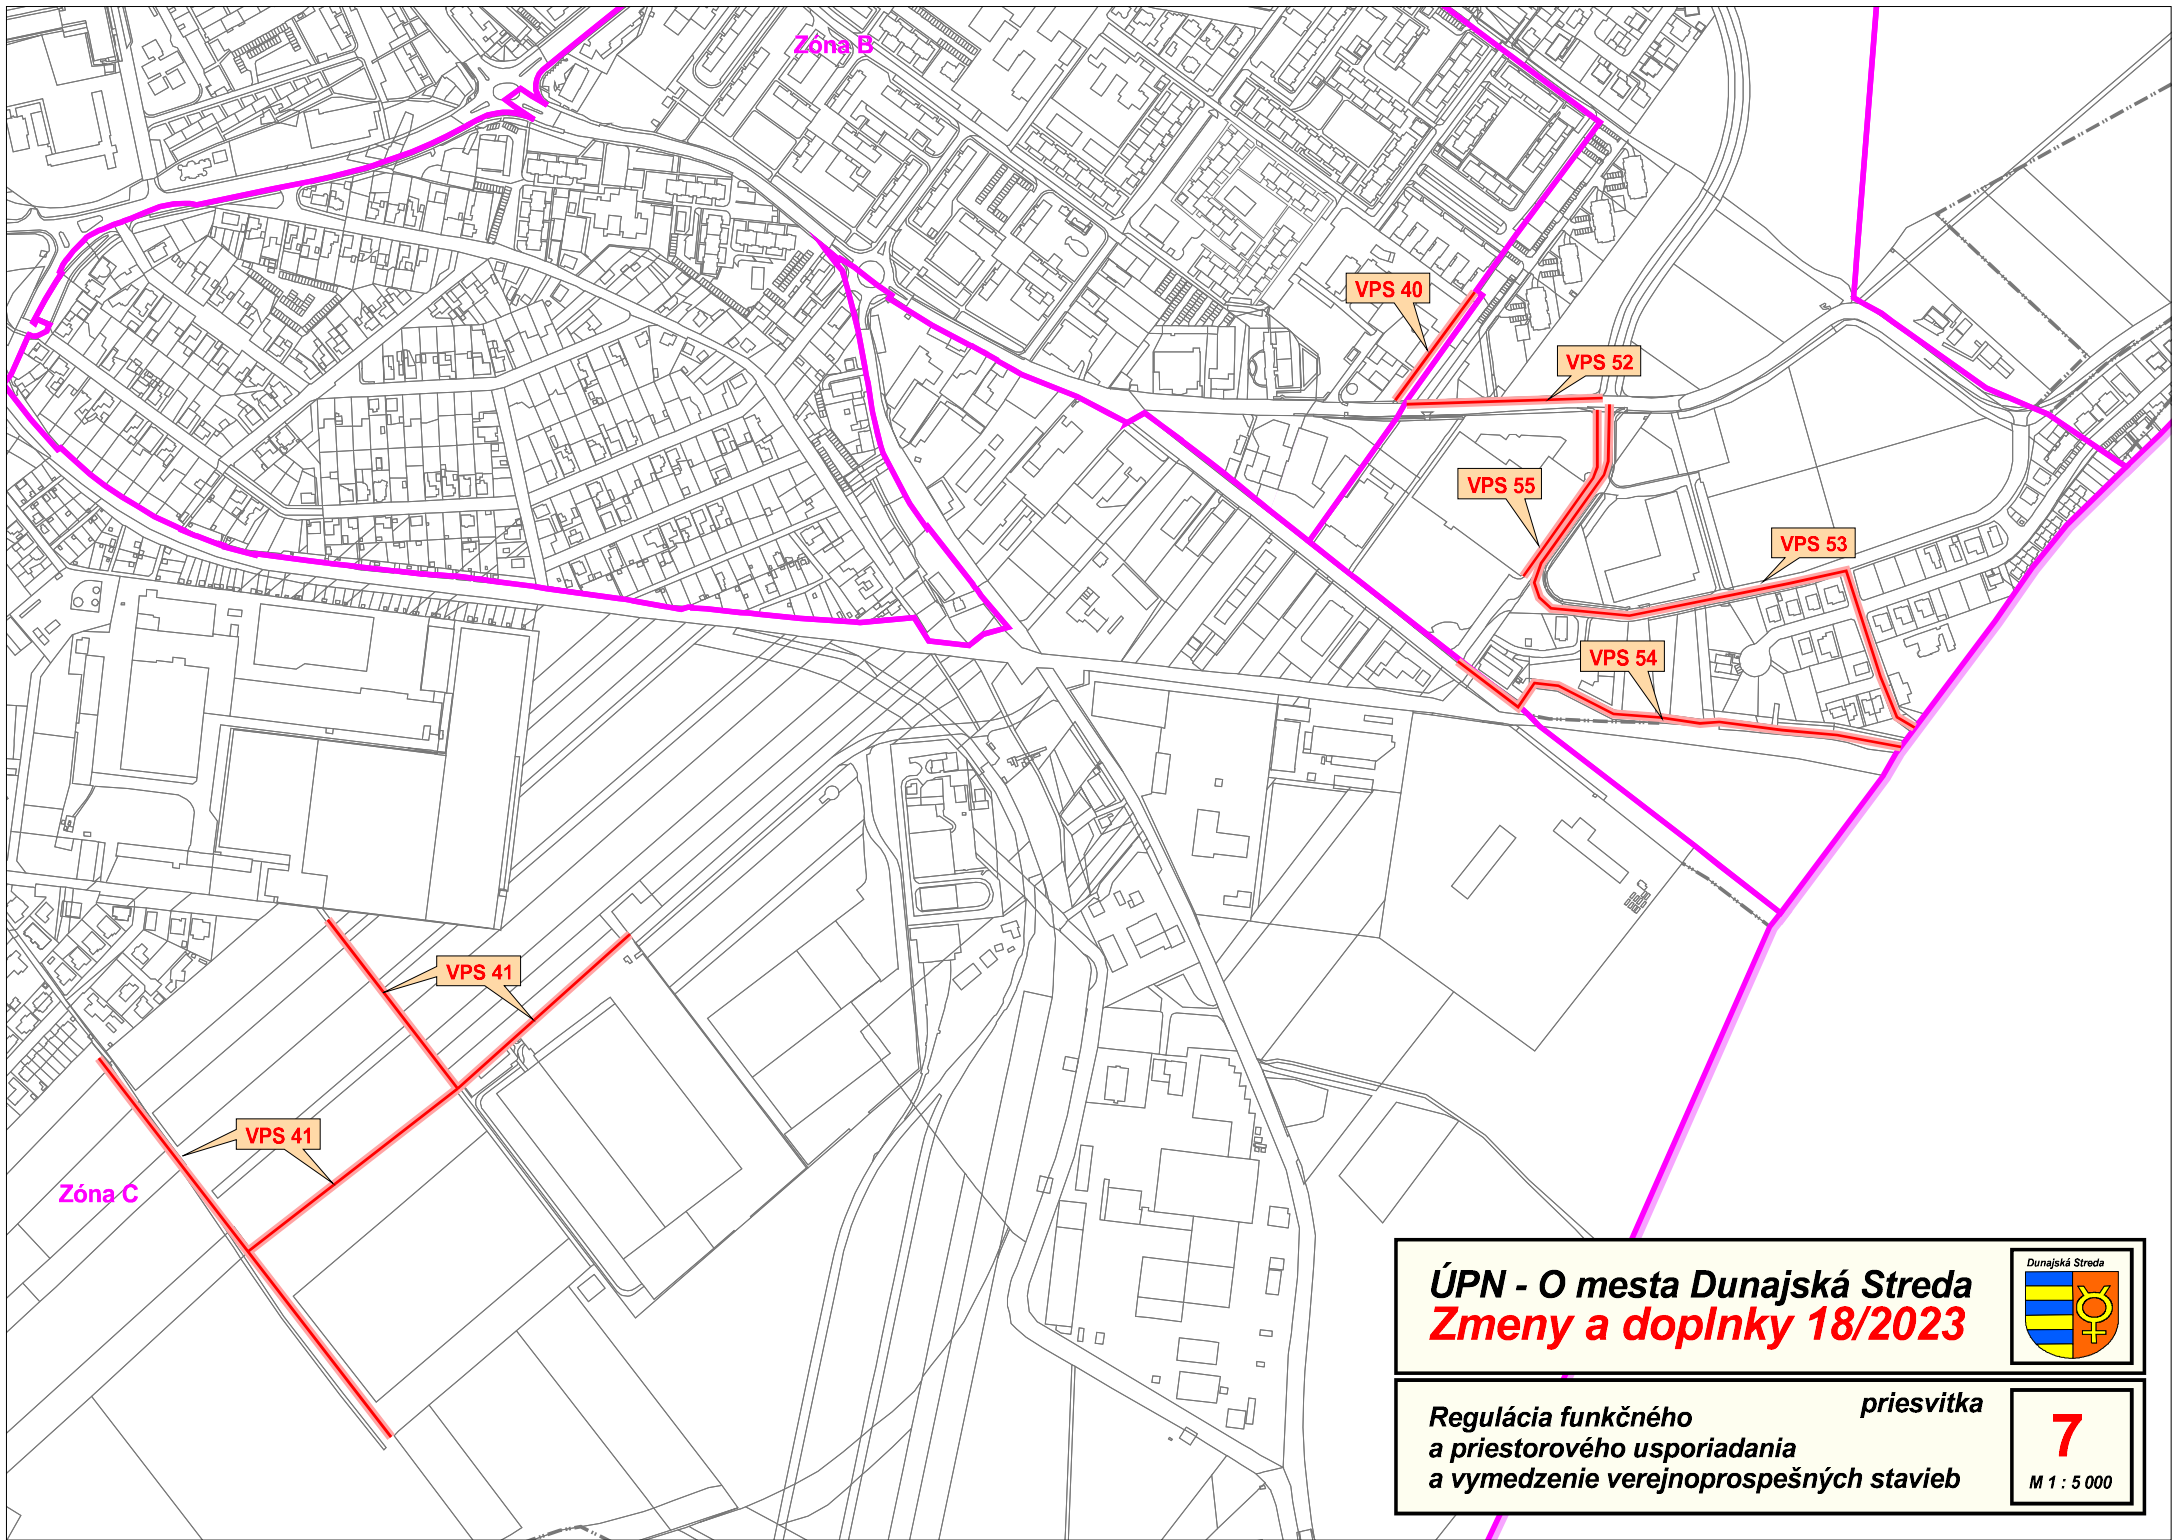 Zóna B
VPS 40
VPS 52
VPS 55
VPS 53
VPS 54
VPS 41
VPS 41
Zóna C
ÚPN - O mesta Dunajská Streda
Zmeny a doplnky 18/2023
Dunajská Streda
priesvitka
Regulácia funkčného
a priestorového usporiadania
a vymedzenie verejnoprospešných stavieb
7
M 1 : 5 000